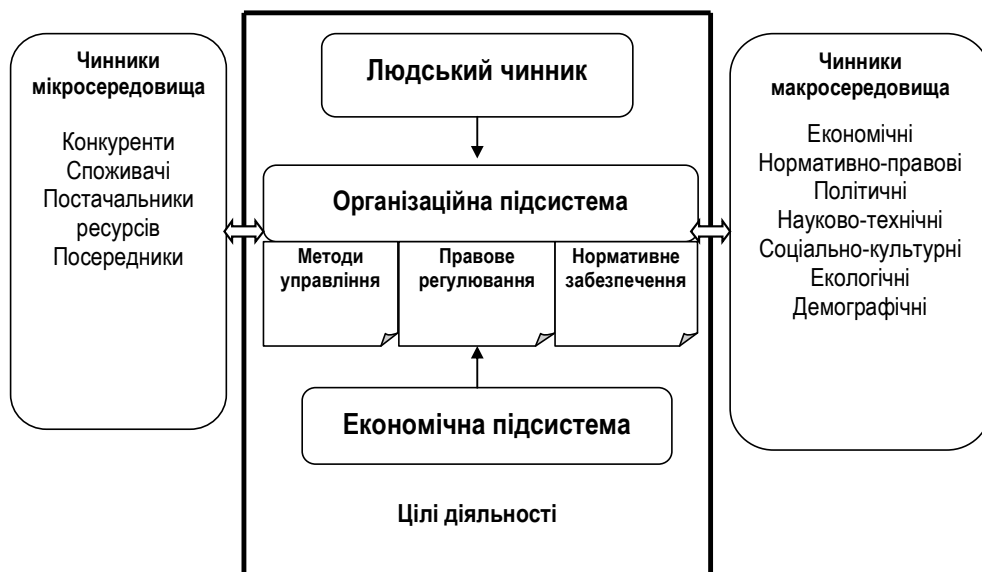 Чинники
мікросередовища
Конкуренти
Споживачі
Постачальники
ресурсів
Посередники
Людський чинник
Організаційна підсистема
Методи
управління
Правове
регулювання
Нормативне
забезпечення
Економічна підсистема
Цілі діяльності
Чинники
макросередовища
Економічні
Нормативно-правові
Політичні
Науково-технічні
Соціально-культурні
Екологічні
Демографічні